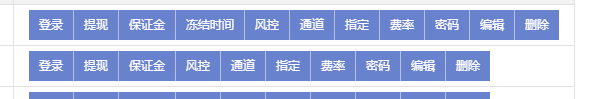 登录 提现 保证金 冻结时间 风控 通道 指定 费率 密码 编辑 删除
登录 提现 保证金 风控 通道 指定 费率 密码 编辑 删除